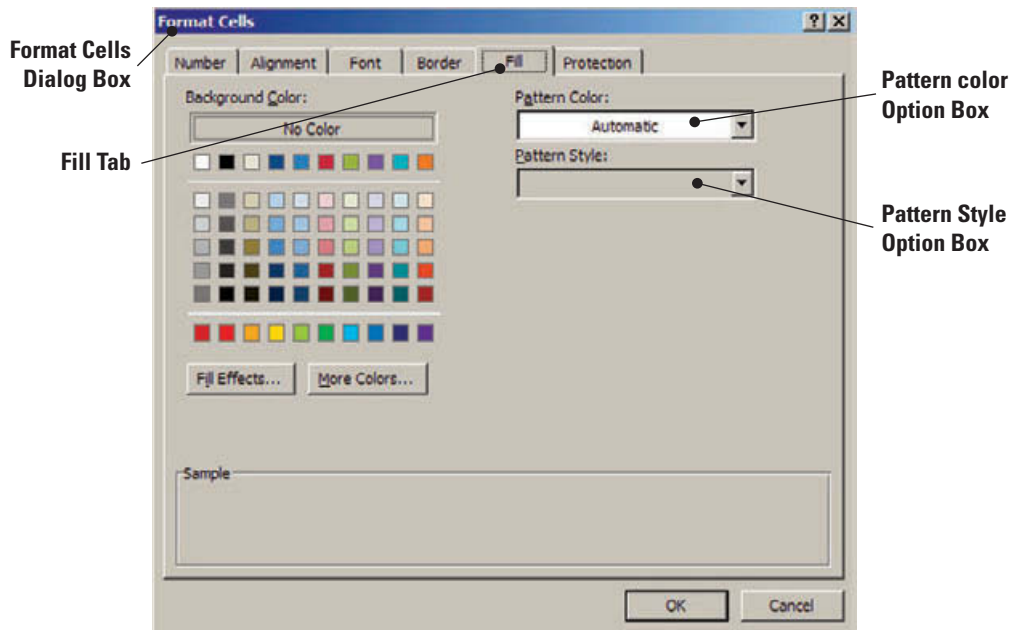 Format Cells
? X
Format Cells
Dialog Box
Number Alignment Font Border Fill Protection
Background Color:
Pattern Color:
Pattern color
Option Box
No Color
Automatic
Fill Tab
Pattern Style:
Pattern Style
Option Box
Fill Effects... More Colors...
Sample
OK Cancel